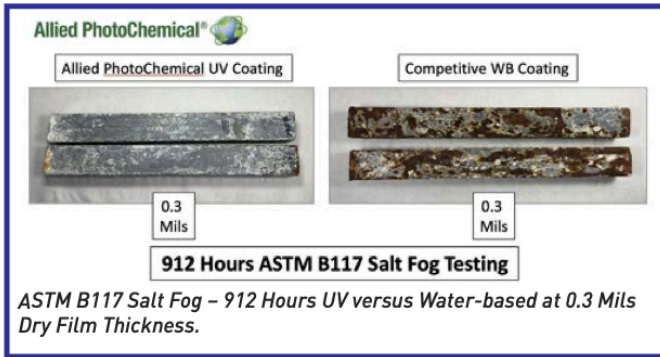 Allied PhotoChemical®
Allied PhotoChemical UV Coating
Competitive WB Coating
0.3
Mils
0.3
Mils
912 Hours ASTM B117 Salt Fog Testing
ASTM B117 Salt Fog – 912 Hours UV versus Water-based at 0.3 Mils
Dry Film Thickness.